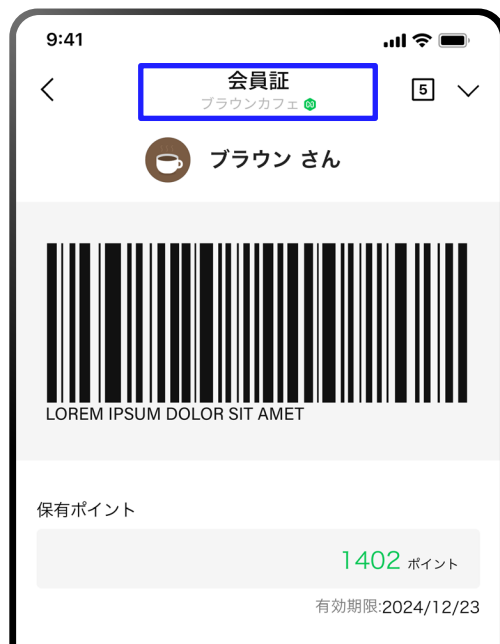 9:41
会員証
5
ブラウンカフェ
ブラウン さん
LOREM IPSUM DOLOR SIT AMET
保有ポイント
1402 ポイント
有効期限:2024/12/23